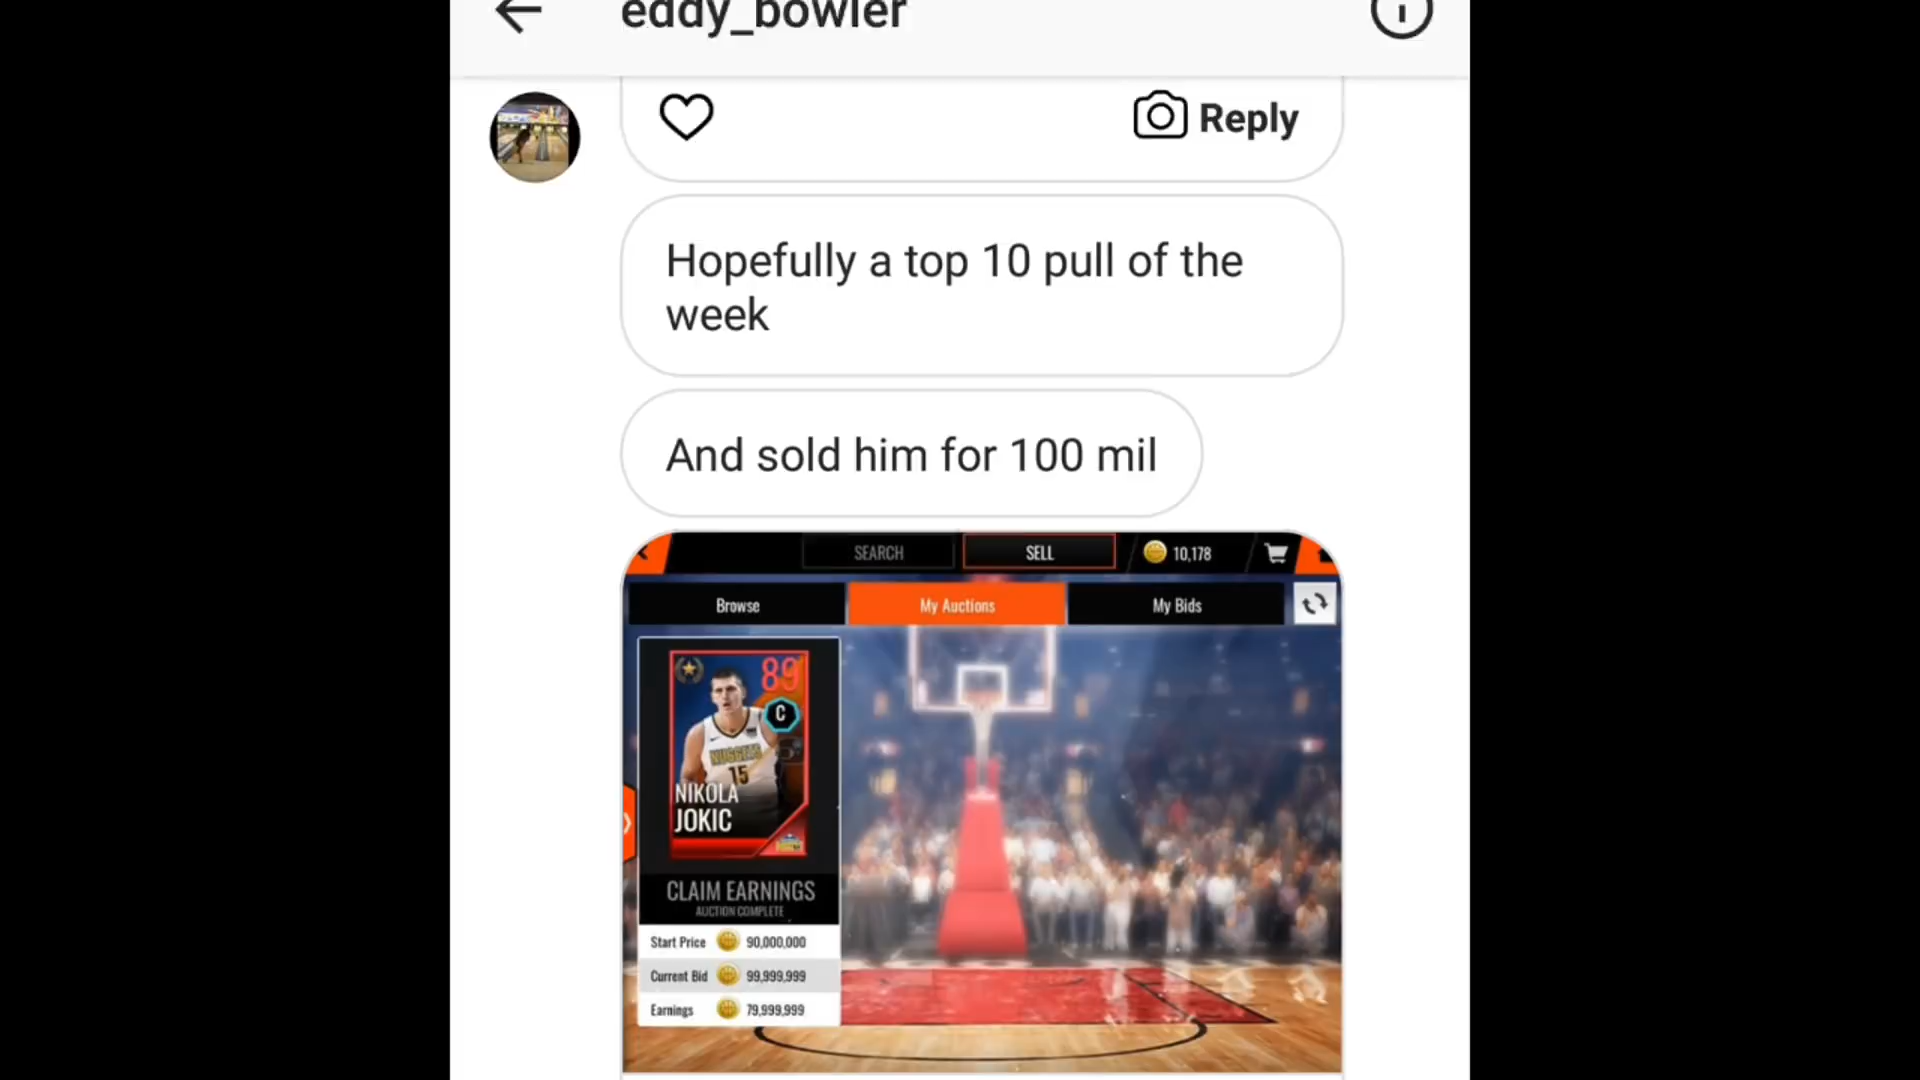 eddy_bowler
Reply
Hopefully a top 10 pull of the
week
And sold him for 100 mil
SEARCH
SELL
10,178
Browse
My Auctions
My Bids
89
C
NUGGETS
15
NIKOLA
JOKIC
CLAIM EARNINGS
AUCTION COMPLETE
Start Price 90,000,000
Current Bid 99,999,999
Earnings 79,999,999